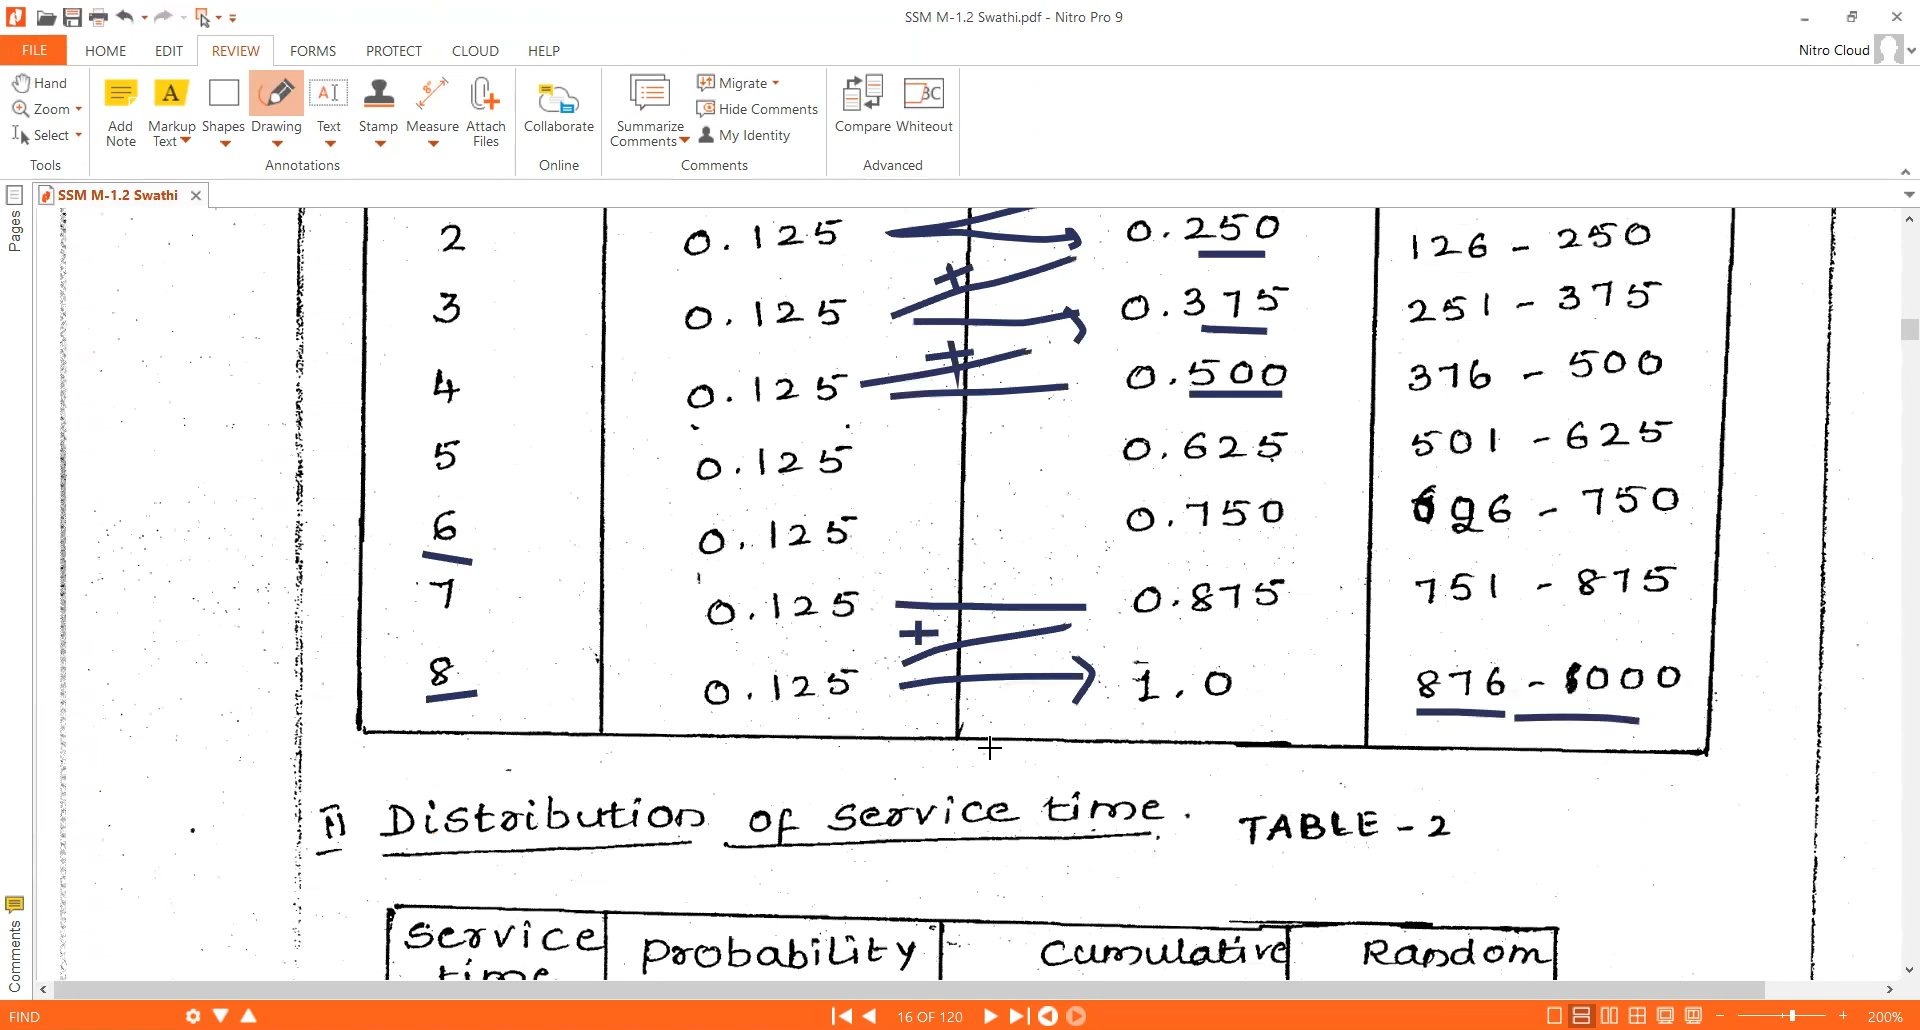 SSM M-1.2 Swathi.pdf - Nitro Pro 9
FILE HOME EDIT REVIEW FORMS PROTECT CLOUD HELP Nitro Cloud
Hand
Zoom
Select
Tools
Add Note
Markup Text
Shapes
Drawing
Text
Stamp
Measure
Attach Files
Annotations
Collaborate
Online
Summarize Comments
Migrate
Hide Comments
My Identity
Comments
Compare Whiteout
Advanced
SSM M-1.2 Swathi
Pages
2 0.125 0.250 126 - 250
3 0.125 0.375 251 - 375
4 0.125 0.500 376 - 500
5 0.125 0.625 501 - 625
6 0.125 0.750 626 - 750
7 0.125 0.875 751 - 875
8 0.125 1.0 876 - 1000
ii Distribution of service time. TABLE - 2
Service time Probability Cumulative Random
Comments
FIND 16 OF 120 200%